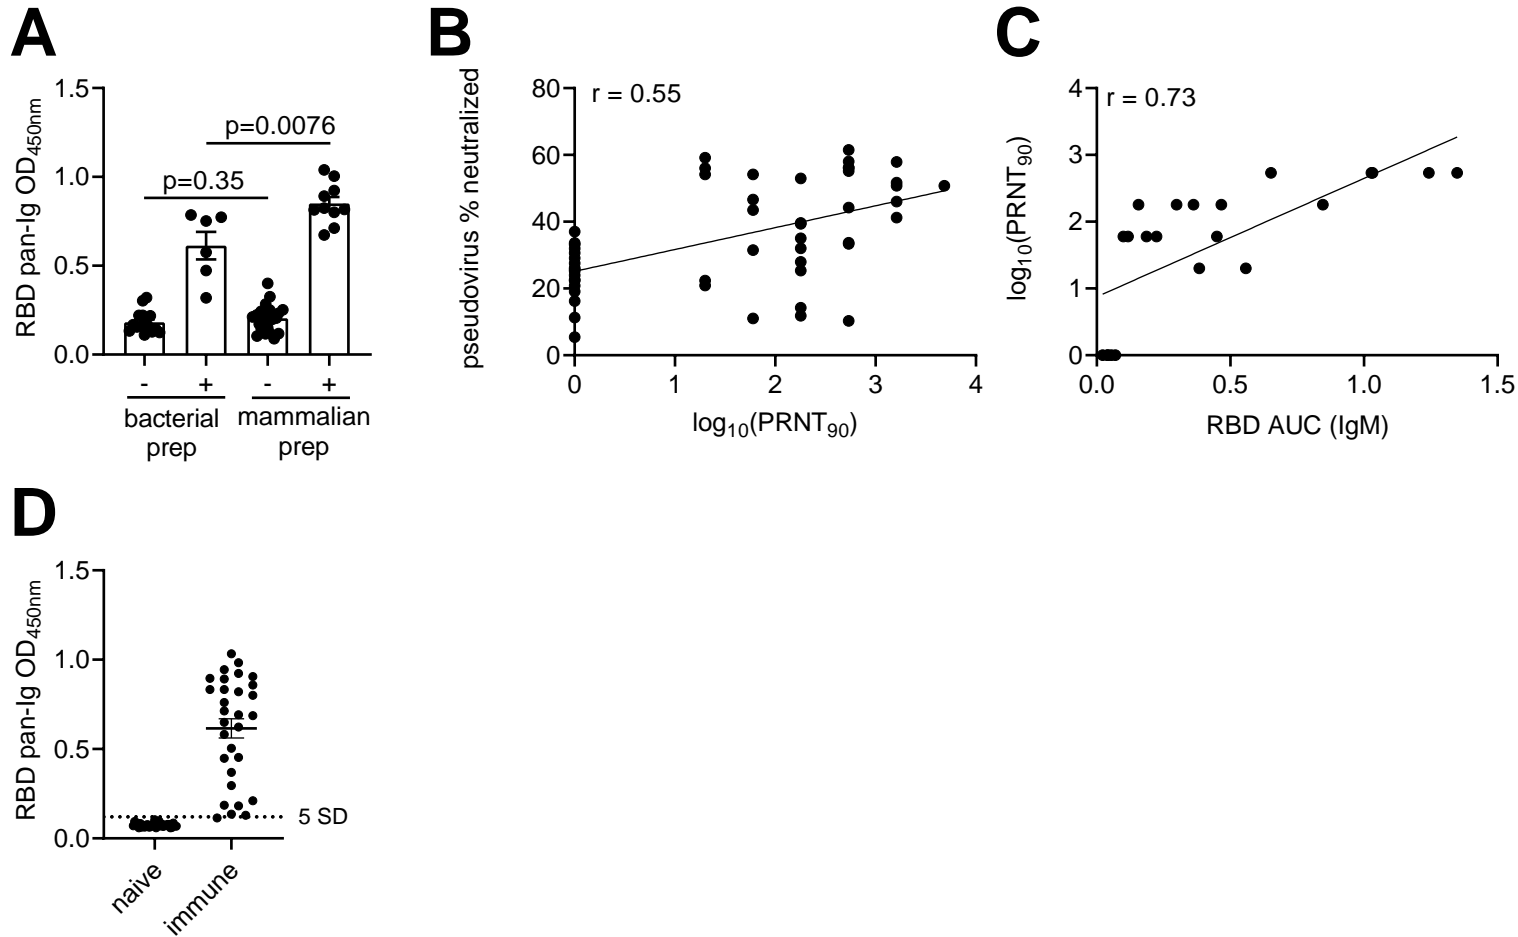 A
RBD pan-Ig OD450nm
1.5
1.0
0.5
0.0
p=0.0076
p=0.35
- + - +
bacterial prep
mammalian prep
B
pseudovirus % neutralized
80
60
40
20
0
r = 0.55
0 1 2 3 4
log10(PRNT90)
C
log10(PRNT90)
4
3
2
1
0
r = 0.73
0.0 0.5 1.0 1.5
RBD AUC (IgM)
D
RBD pan-Ig OD450nm
1.5
1.0
0.5
0.0
5 SD
naive
immune